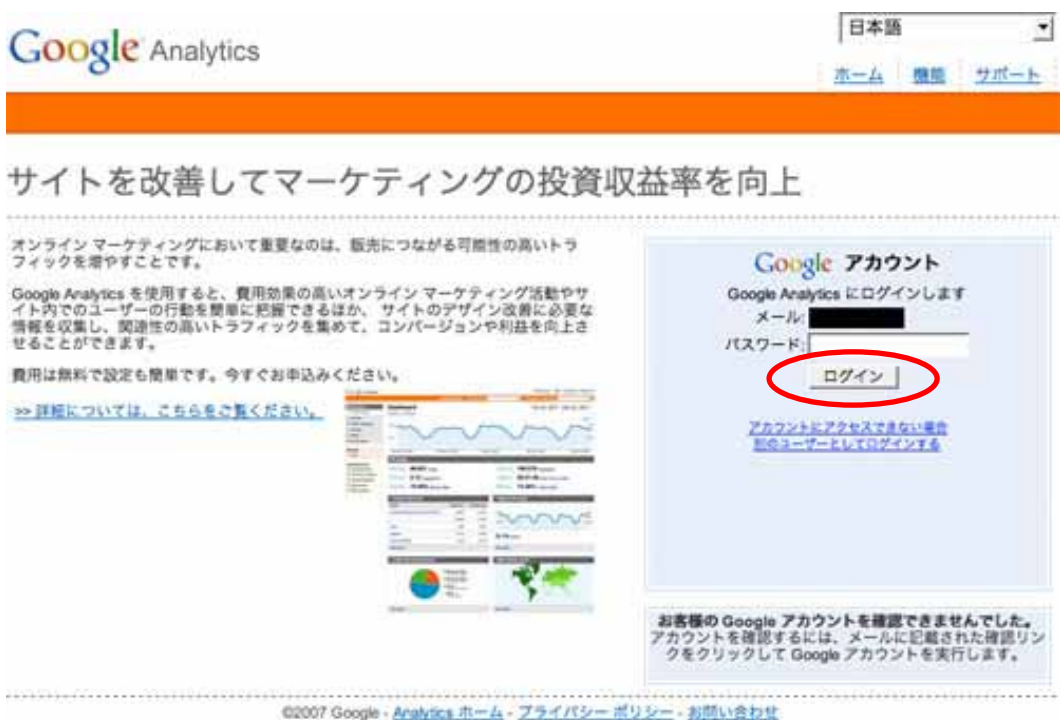 Google Analytics
日本語
ホーム 機能 サポート
サイトを改善してマーケティングの投資収益率を向上
オンライン マーケティングにおいて重要なのは、販売につながる可能性の高いトラ
フィックを増やすことです。
Google Analytics を使用すると、費用効果の高いオンライン マーケティング活動やサ
イト内でのユーザーの行動を簡単に把握できるほか、 サイトのデザイン改善に必要な
情報を収集し、関連性の高いトラフィックを集めて、コンバージョンや利益を向上さ
せることができます。
費用は無料で設定も簡単です。今すぐお申込みください。
>> 詳細については、こちらをご覧ください。
Google アカウント
Google Analytics にログインします
メール:
パスワード:
ログイン
アカウントにアクセスできない場合
別のユーザーとしてログインする
お客様の Google アカウントを確認できませんでした。
アカウントを確認するには、メールに記載された確認リン
クをクリックして Google アカウントを実行します。
©2007 Google - Analytics ホーム - プライバシー ポリシー - お問い合わせ